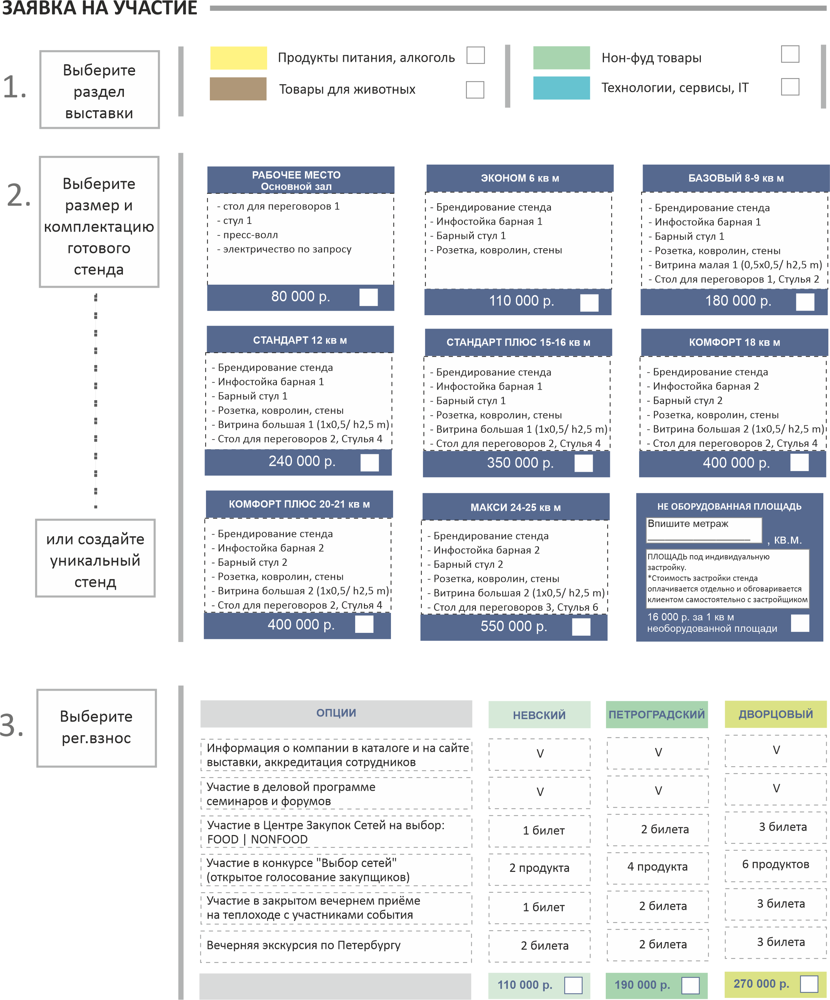 ЗАЯВКА НА УЧАСТИЕ
1.
Выберите
раздел
выставки
Продукты питания, алкоголь
Товары для животных
Нон-фуд товары
Технологии, сервисы, IT
2.
Выберите
размер и
комплектацию
готового
стенда
или создайте
уникальный
стенд
РАБОЧЕЕ МЕСТО
Основной зал
- стол для переговоров 1
- стул 1
- пресс-волл
- электричество по запросу
80 000 р.
ЭКОНОМ 6 кв м
- Брендирование стенда
- Инфостойка барная 1
- Барный стул 1
- Розетка, ковролин, стены
110 000 р.
БАЗОВЫЙ 8-9 кв м
- Брендирование стенда
- Инфостойка барная 1
- Барный стул 1
- Розетка, ковролин, стены
- Витрина малая 1 (0,5x0,5/ h2,5 m)
- Стол для переговоров 1, Стулья 2
180 000 р.
СТАНДАРТ 12 кв м
- Брендирование стенда
- Инфостойка барная 1
- Барный стул 1
- Розетка, ковролин, стены
- Витрина большая 1 (1x0,5/ h2,5 m)
- Стол для переговоров 2, Стулья 4
240 000 р.
СТАНДАРТ ПЛЮС 15-16 кв м
- Брендирование стенда
- Инфостойка барная 1
- Барный стул 1
- Розетка, ковролин, стены
- Витрина большая 1 (1x0,5/ h2,5 m)
- Стол для переговоров 2, Стулья 4
350 000 р.
КОМФОРТ 18 кв м
- Брендирование стенда
- Инфостойка барная 2
- Барный стул 2
- Розетка, ковролин, стены
- Витрина большая 2 (1x0,5/ h2,5 m)
- Стол для переговоров 2, Стулья 4
400 000 р.
КОМФОРТ ПЛЮС 20-21 кв м
- Брендирование стенда
- Инфостойка барная 2
- Барный стул 2
- Розетка, ковролин, стены
- Витрина большая 2 (1x0,5/ h2,5 m)
- Стол для переговоров 2, Стулья 4
400 000 р.
МАКСИ 24-25 кв м
- Брендирование стенда
- Инфостойка барная 2
- Барный стул 2
- Розетка, ковролин, стены
- Витрина большая 2 (1x0,5/ h2,5 m)
- Стол для переговоров 3, Стулья 6
550 000 р.
НЕ ОБОРУДОВАННАЯ ПЛОЩАДЬ
Впишите метраж
__________________ , кв.м.
ПЛОЩАДЬ под индивидуальную
застройку.
*Стоимость застройки стенда
оплачивается отдельно и обговаривается
клиентом самостоятельно с застройщиком
16 000 р. за 1 кв м
необорудованной площади
3.
Выберите
рег.взнос
ОПЦИИ НЕВСКИЙ ПЕТРОГРАДСКИЙ ДВОРЦОВЫЙ
Информация о компании в каталоге и на сайте
выставки, аккредитация сотрудников
V V V
Участие в деловой программе
семинаров и форумов
V V V
Участие в Центре Закупок Сетей на выбор:
FOOD | NONFOOD
1 билет 2 билета 3 билета
Участие в конкурсе "Выбор сетей"
(открытое голосование закупщиков)
2 продукта 4 продукта 6 продуктов
Участие в закрытом вечернем приёме
на теплоходе с участниками события
1 билет 2 билета 3 билета
Вечерняя экскурсия по Петербургу
2 билета 2 билета 3 билета
110 000 р. 190 000 р. 270 000 р.